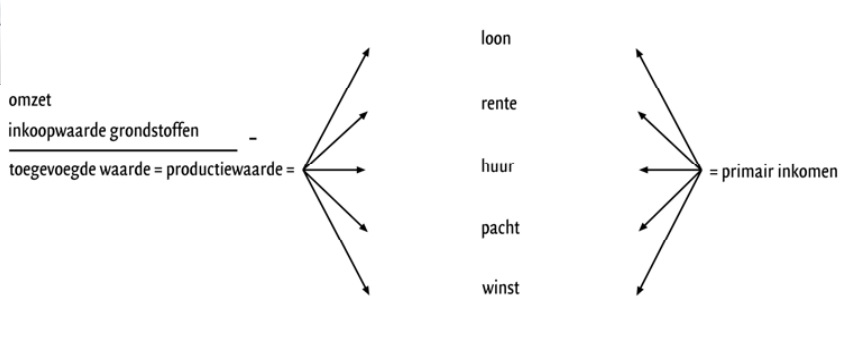 omzet
inkoopwaarde grondstoffen -
toegevoegde waarde = productiewaarde =
loon
rente
huur
pacht
winst
= primair inkomen